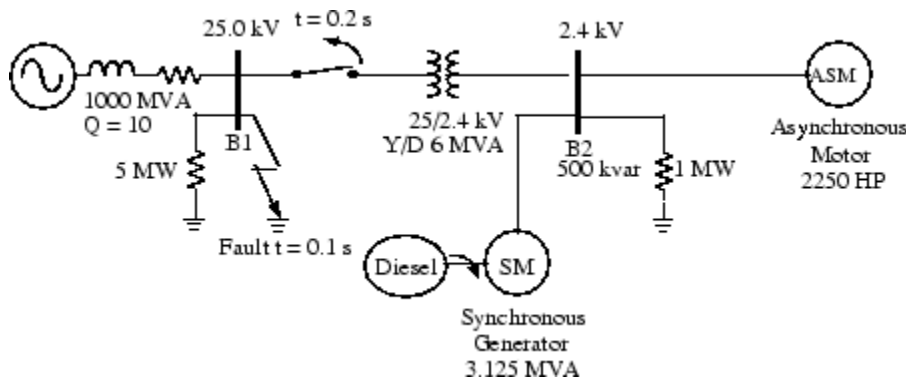 25.0 kV
t = 0.2 s
2.4 kV
1000 MVA
Q = 10
B1
5 MW
Fault t = 0.1 s
25/2.4 kV
Y/D 6 MVA
B2
500 kvar
1 MW
ASM
Asynchronous
Motor
2250 HP
Diesel
SM
Synchronous
Generator
3.125 MVA